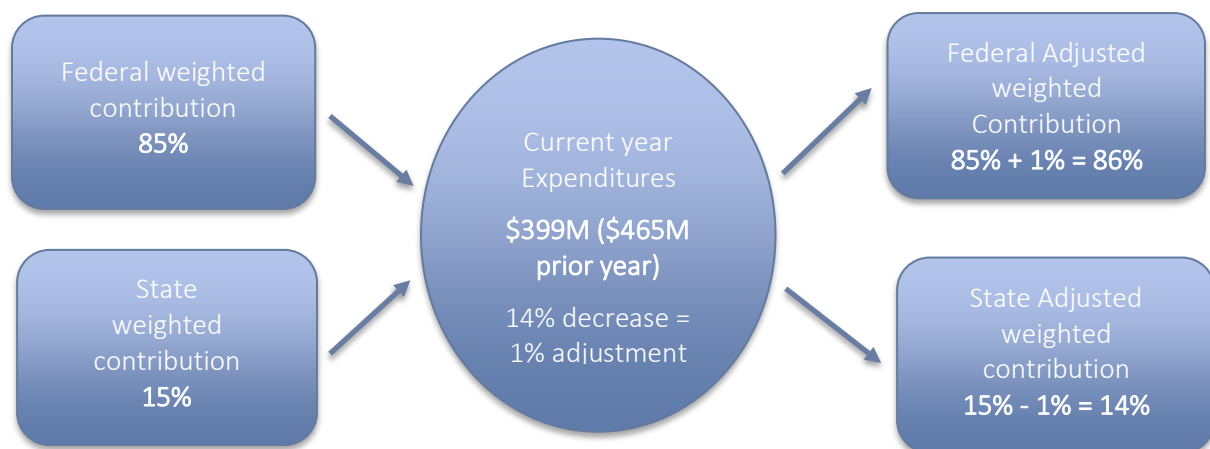 Federal weighted
contribution
85%
State
weighted
contribution
15%
Current year
Expenditures
$399M ($465M
prior year)
14% decrease =
1% adjustment
Federal Adjusted
weighted
Contribution
85% + 1% = 86%
State Adjusted
weighted
contribution
15% - 1% = 14%